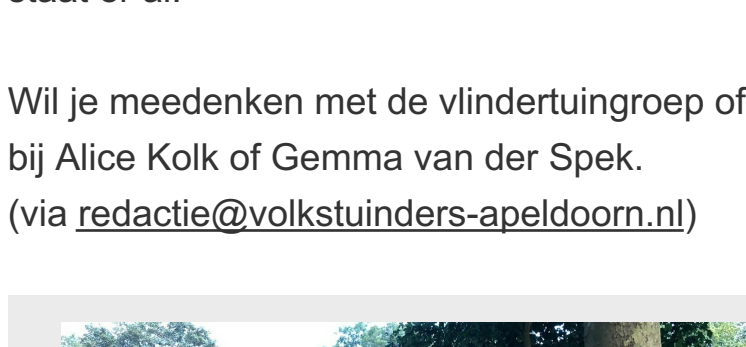 Wil je meedenken met de vlindertuingroep of
bij Alice Kolk of Gemma van der Spek.
(via redactie@volkstuinders-apeldoorn.nl)